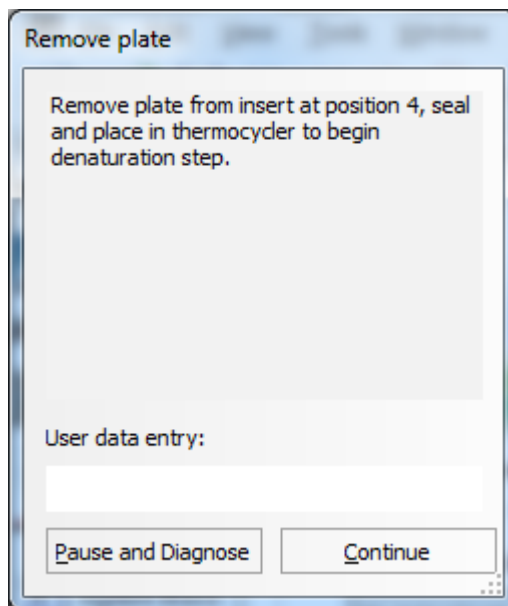 Remove plate
Remove plate from insert at position 4, seal
and place in thermocycler to begin
denaturation step.
User data entry:
Pause and Diagnose
Continue